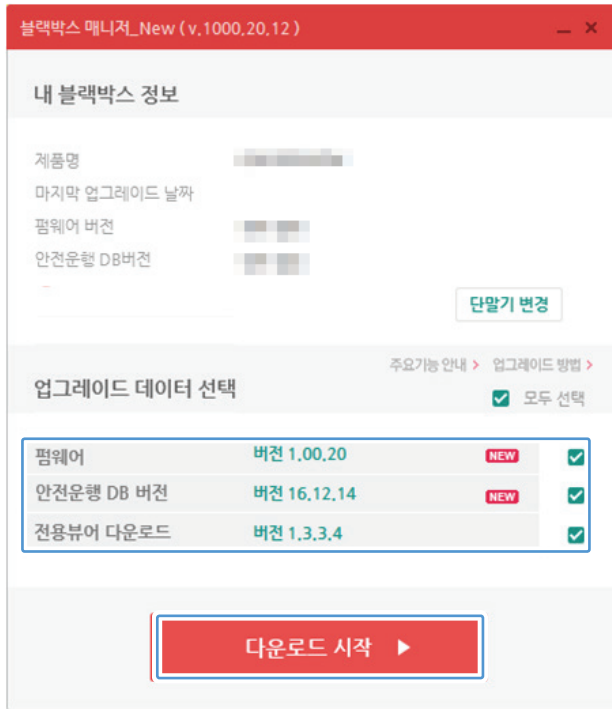 블랙박스 매니저_New ( v.1000.20.12 )
내 블랙박스 정보
제품명
마지막 업그레이드 날짜
펌웨어 버전
안전운행 DB버전
단말기 변경
주요기능 안내 > 업그레이드 방법 >
업그레이드 데이터 선택
모두 선택
펌웨어 버전 1.00.20 NEW
안전운행 DB 버전 버전 16.12.14 NEW
전용뷰어 다운로드 버전 1.3.3.4
다운로드 시작 ▶